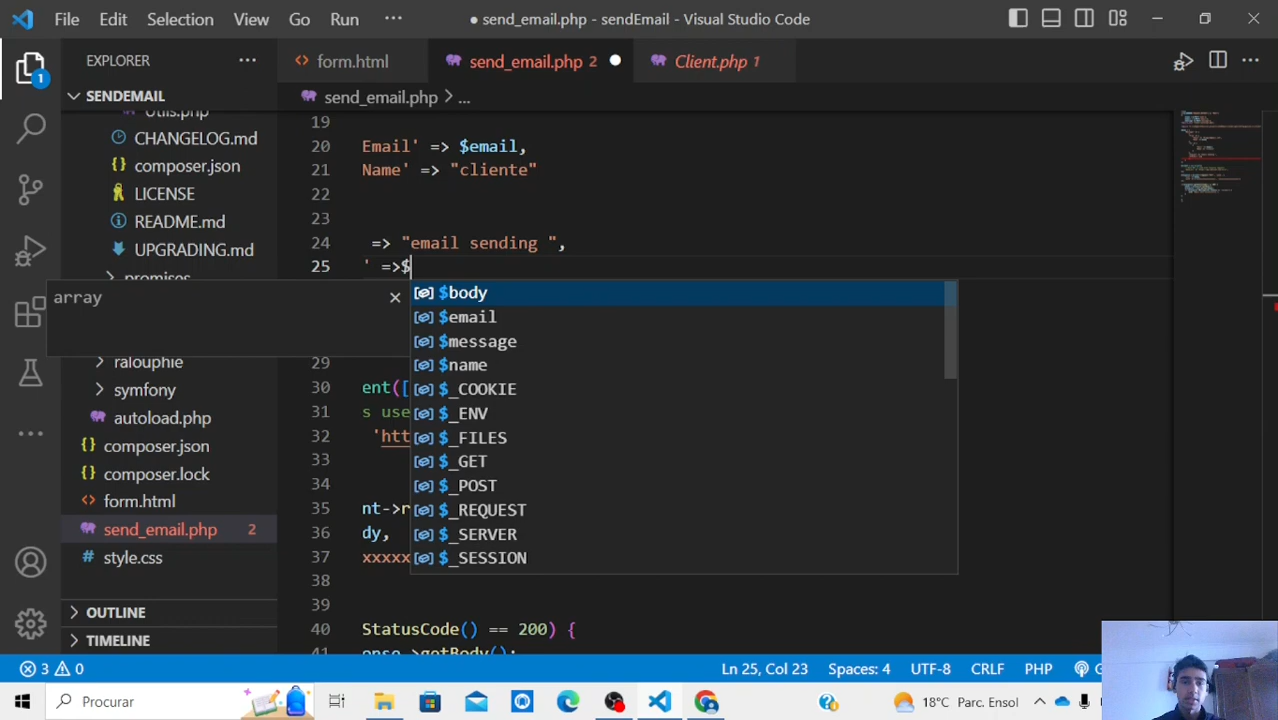 File Edit Selection View Go Run ··· ● send_email.php - sendEmail - Visual Studio Code
EXPLORER ···
form.html
send_email.php 2 ●
Client.php 1
SENDEMAIL
send_email.php > ...
CHANGELOG.md
composer.json
LICENSE
README.md
UPGRADING.md
promises
ralouphie
symfony
autoload.php
composer.json
composer.lock
form.html
send_email.php 2
style.css
OUTLINE
TIMELINE
19
20 Email' => $email,
21 Name' => "cliente"
22
23
24 => "email sending ",
25 ' =>$
array
$body
$email
$message
$name
$_COOKIE
$_ENV
$_FILES
$_GET
$_POST
$_REQUEST
$_SERVER
$_SESSION
29
30 ent([
31 s use
32 'htt
33
34
35 nt->r
36 dy,
37 xxxxx
38
39
40 StatusCode() == 200) {
41 onse->getBody();
1
3 0 Ln 25, Col 23 Spaces: 4 UTF-8 CRLF PHP
Procurar 18°C Parc. Ensol